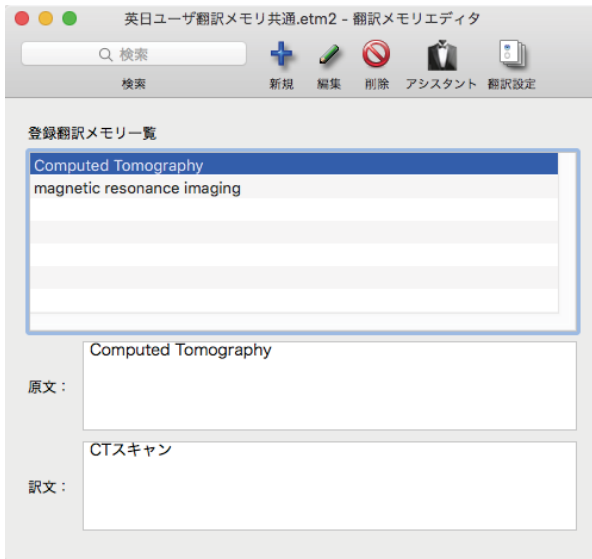 英日ユーザ翻訳メモリ共通.etm2 - 翻訳メモリエディタ
検索
検索 新規 編集 削除 アシスタント 翻訳設定
登録翻訳メモリ一覧
Computed Tomography
magnetic resonance imaging
Computed Tomography
原文：
CTスキャン
訳文：